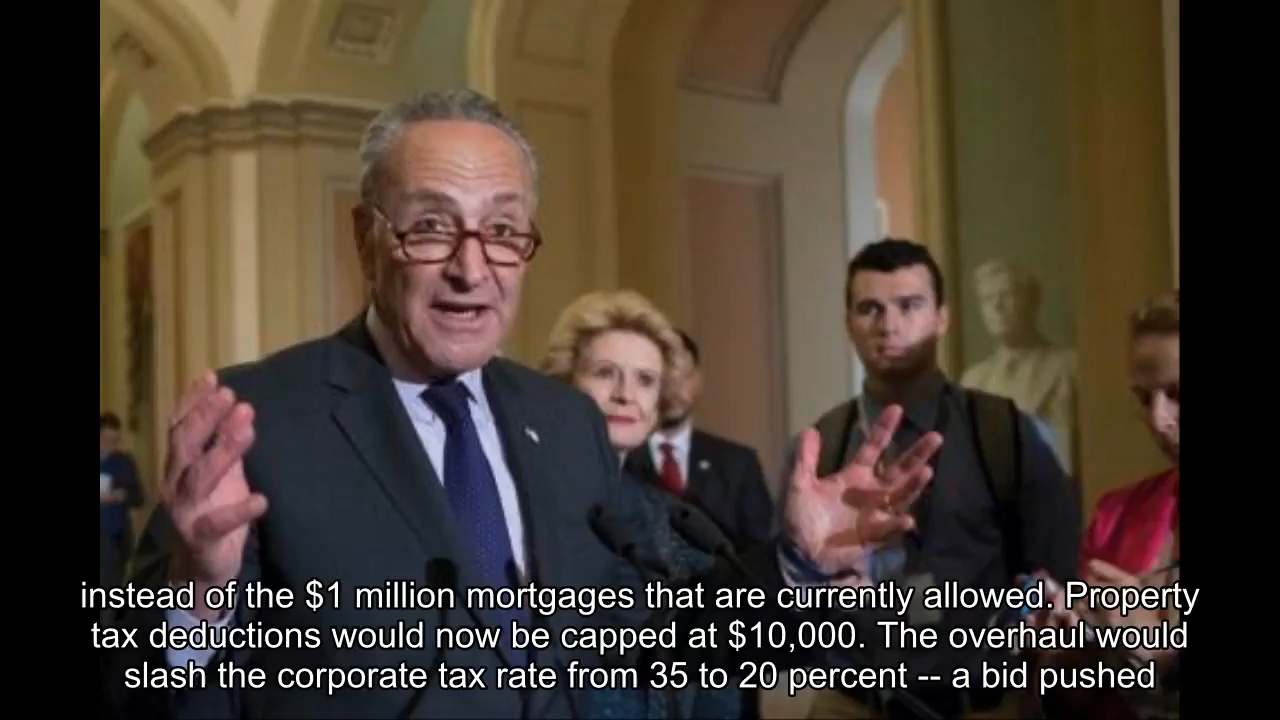 instead of the $1 million mortgages that are currently allowed. Property
tax deductions would now be capped at $10,000. The overhaul would
slash the corporate tax rate from 35 to 20 percent -- a bid pushed